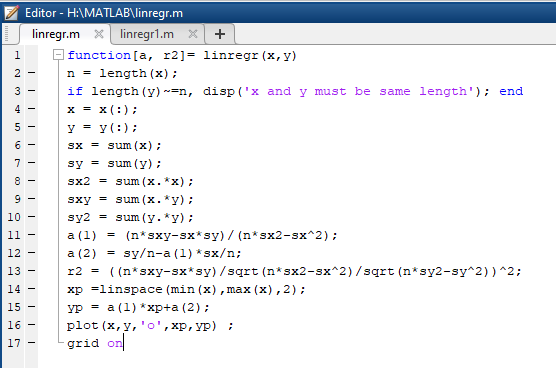 Editor - H:\MATLAB\linregr.m
linregr.m × linregr1.m × +
1 function[a, r2]= linregr(x,y)
2 - n = length(x);
3 - if length(y)~=n, disp('x and y must be same length'); end
4 - x = x(:);
5 - y = y(:);
6 - sx = sum(x);
7 - sy = sum(y);
8 - sx2 = sum(x.*x);
9 - sxy = sum(x.*y);
10 - sy2 = sum(y.*y);
11 - a(1) = (n*sxy-sx*sy)/(n*sx2-sx^2);
12 - a(2) = sy/n-a(1)*sx/n;
13 - r2 = ((n*sxy-sx*sy)/sqrt(n*sx2-sx^2)/sqrt(n*sy2-sy^2))^2;
14 - xp =linspace(min(x),max(x),2);
15 - yp = a(1)*xp+a(2);
16 - plot(x,y,'o',xp,yp) ;
17 - grid on